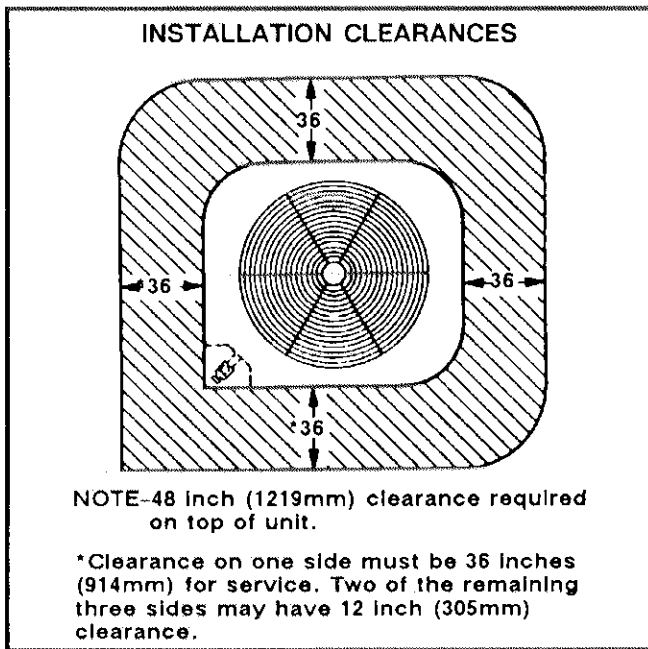 INSTALLATION CLEARANCES
36
*36
36
*36
NOTE-48 inch (1219mm) clearance required
on top of unit.
*Clearance on one side must be 36 inches
(914mm) for service. Two of the remaining
three sides may have 12 inch (305mm)
clearance.